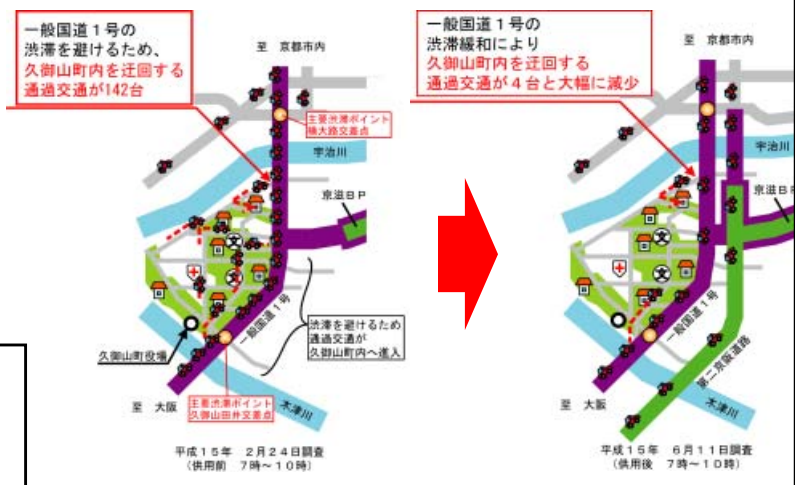 一般国道1号の
渋滞を避けるため、
久御山町内を迂回する
通過交通が142台
至 京都市内
主要渋滞ポイント
横大路交差点
宇治川
京滋BP
一般国道1号
渋滞を避けるため
通過交通が
久御山町内へ進入
久御山町役場
至 大阪
主要渋滞ポイント
久御山田井交差点
木津川
平成15年 2月24日調査
(供用前 7時~10時)
一般国道1号の
渋滞緩和により
久御山町内を迂回する
通過交通が4台と大幅に減少
至 京都市内
宇治川
京滋BP
一般国道1号
第二京阪道路
至 大阪
木津川
平成15年 6月11日調査
(供用後 7時~10時)